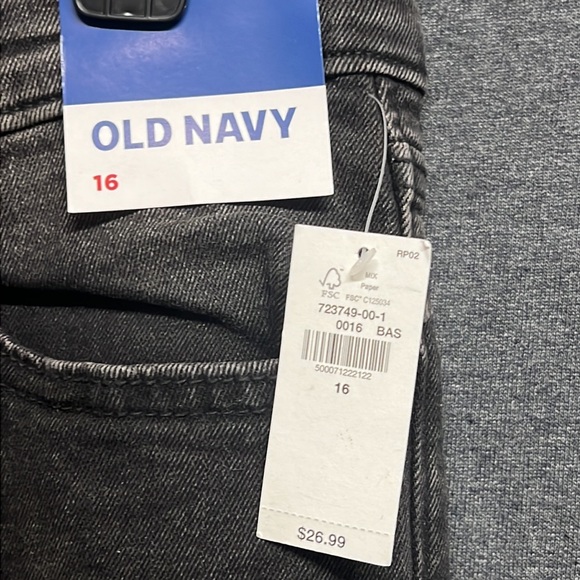 OLD NAVY
16
RP02
MIX
Paper
FSC
FSC® C125034
723749-00-1
0016 BAS
500071222122
16
$26.99